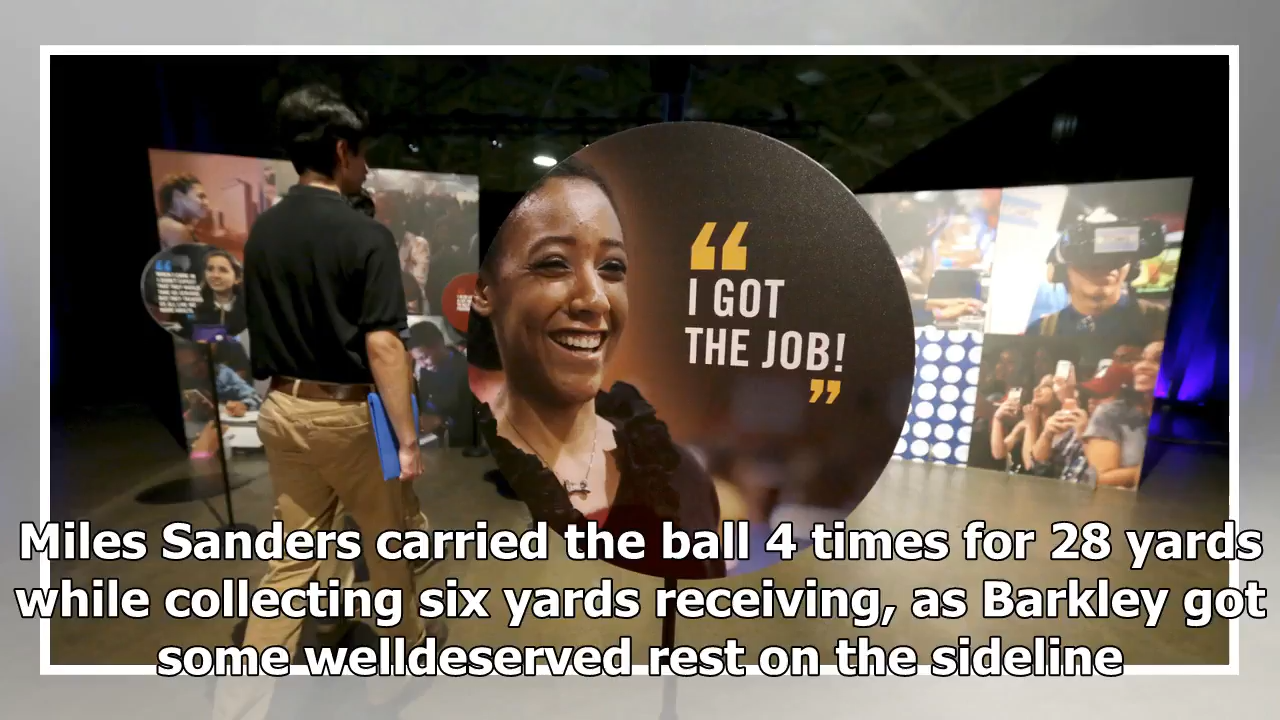 “
I GOT
THE JOB!
”
Miles Sanders carried the ball 4 times for 28 yards
while collecting six yards receiving, as Barkley got
some welldeserved rest on the sideline